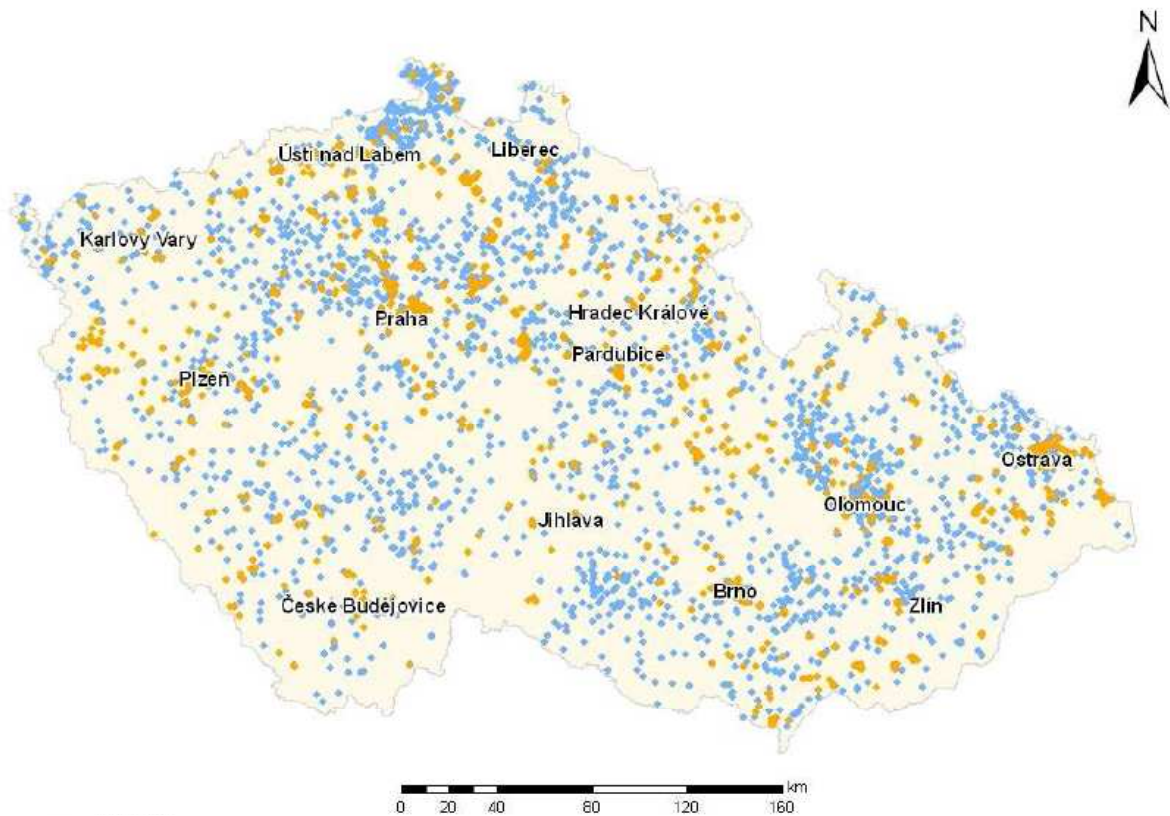 N
Ústí nad Labem
Liberec
Karlovy Vary
Hradec Králové
Praha
Pardubice
Plzeň
Ostrava
Olomouc
Jihlava
Brno
České Budějovice
Zlín
km
0 20 40 80 120 160